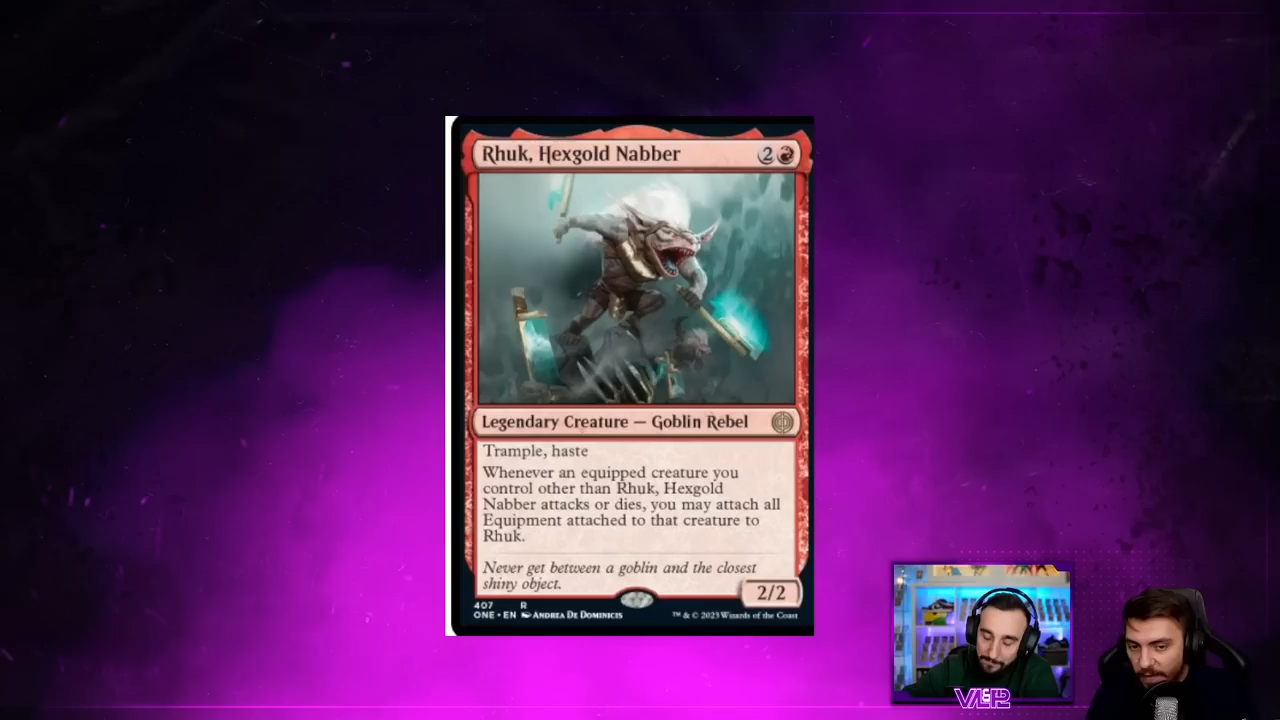 Rhuk, Hexgold Nabber 2
Legendary Creature — Goblin Rebel
Trample, haste
Whenever an equipped creature you
control other than Rhuk, Hexgold
Nabber attacks or dies, you may attach all
Equipment attached to that creature to
Rhuk.
Never get between a goblin and the closest
shiny object.
2/2
407 R
ONE • EN Andrea De Dominicis ™ & © 2023 Wizards of the Coast